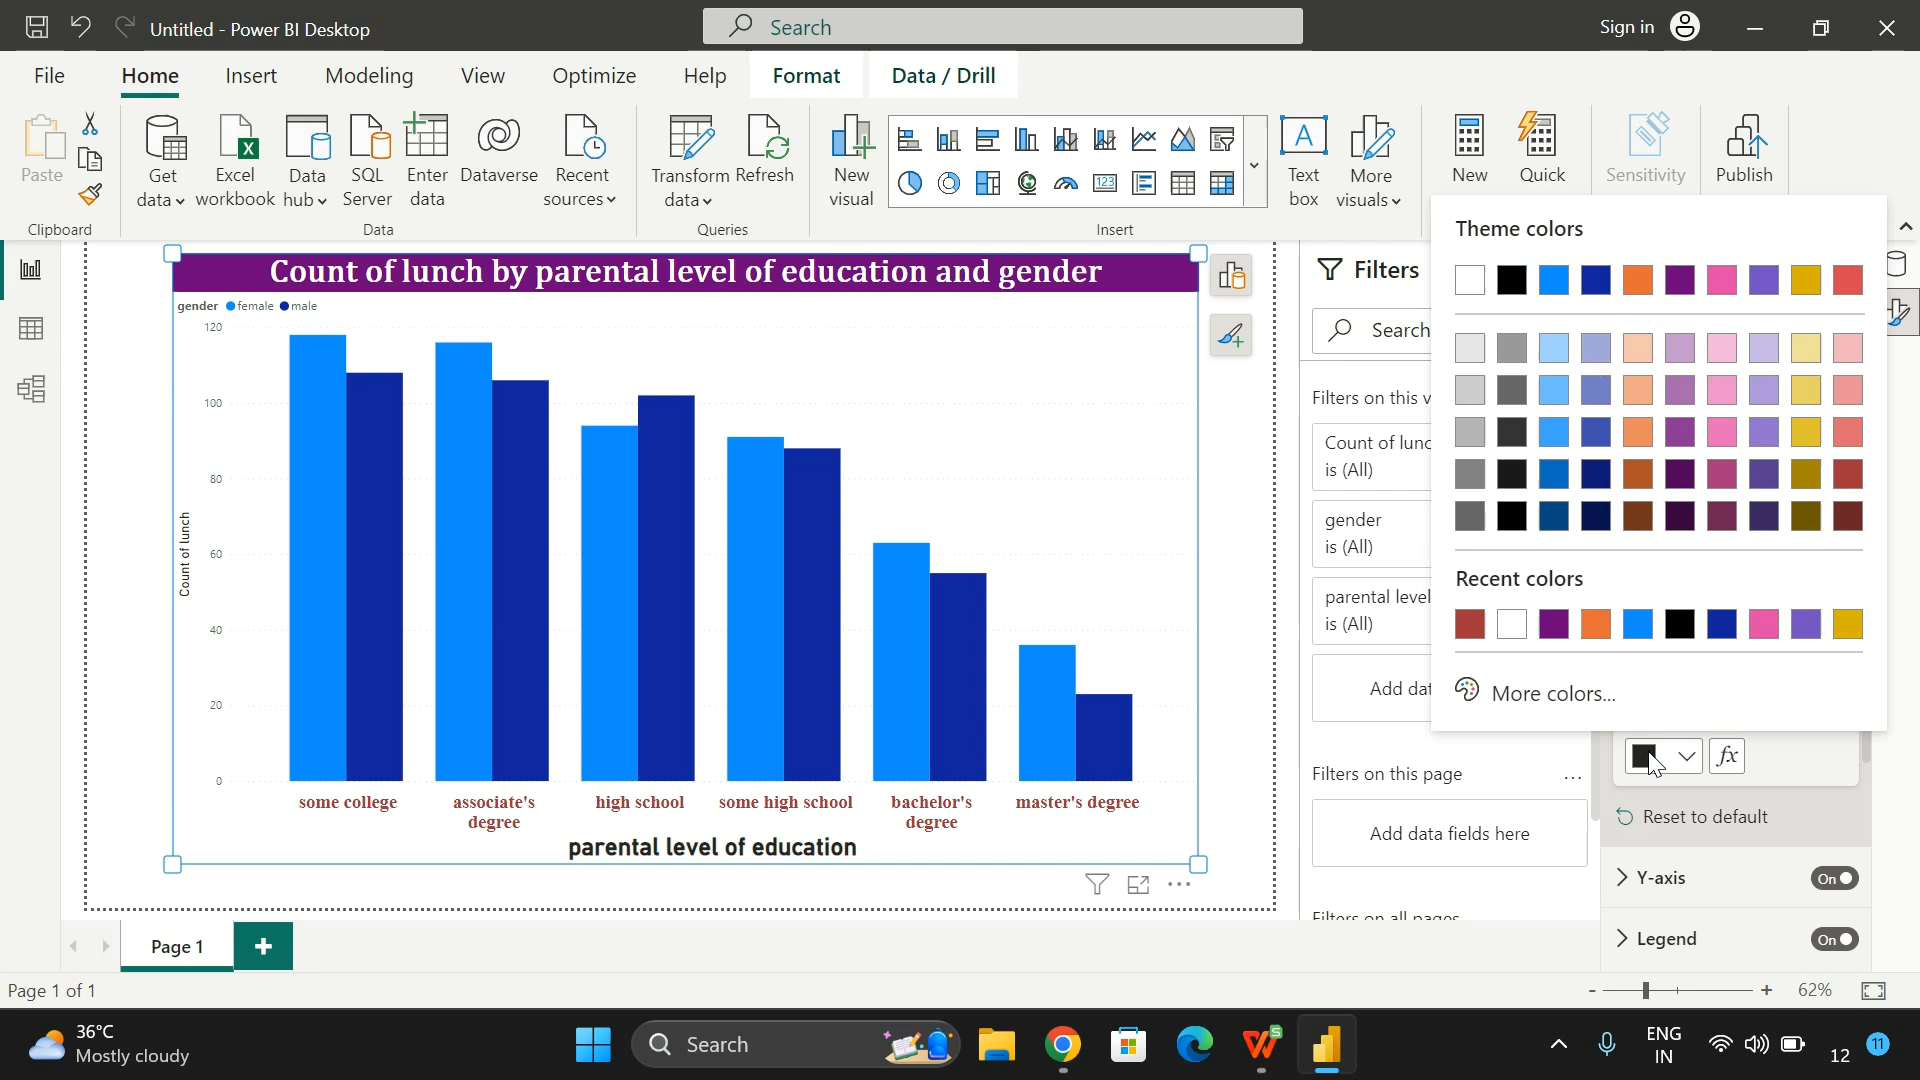 Untitled - Power BI Desktop
Search
Sign in
File
Home
Insert
Modeling
View
Optimize
Help
Format
Data / Drill
Paste
Get
data
Excel
workbook
Data
hub
SQL
Server
Enter
data
Dataverse
Recent
sources
Transform
data
Refresh
New
visual
Text
box
More
visuals
New
Quick
Sensitivity
Publish
Clipboard
Data
Queries
Insert
Count of lunch by parental level of education and gender
gender female male
120
100
80
60
40
20
0
Count of lunch
some college
associate's
degree
high school
some high school
bachelor's
degree
master's degree
parental level of education
Filters
Search
Filters on this v
Count of lunc
is (All)
gender
is (All)
parental level
is (All)
Add dat
Filters on this page
...
Add data fields here
Filters on all pages
Theme colors
Recent colors
More colors...
fx
Reset to default
Y-axis
On
Legend
On
Page 1
Page 1 of 1
- + 62%
36°C
Mostly cloudy
Search
ENG
IN
12
11